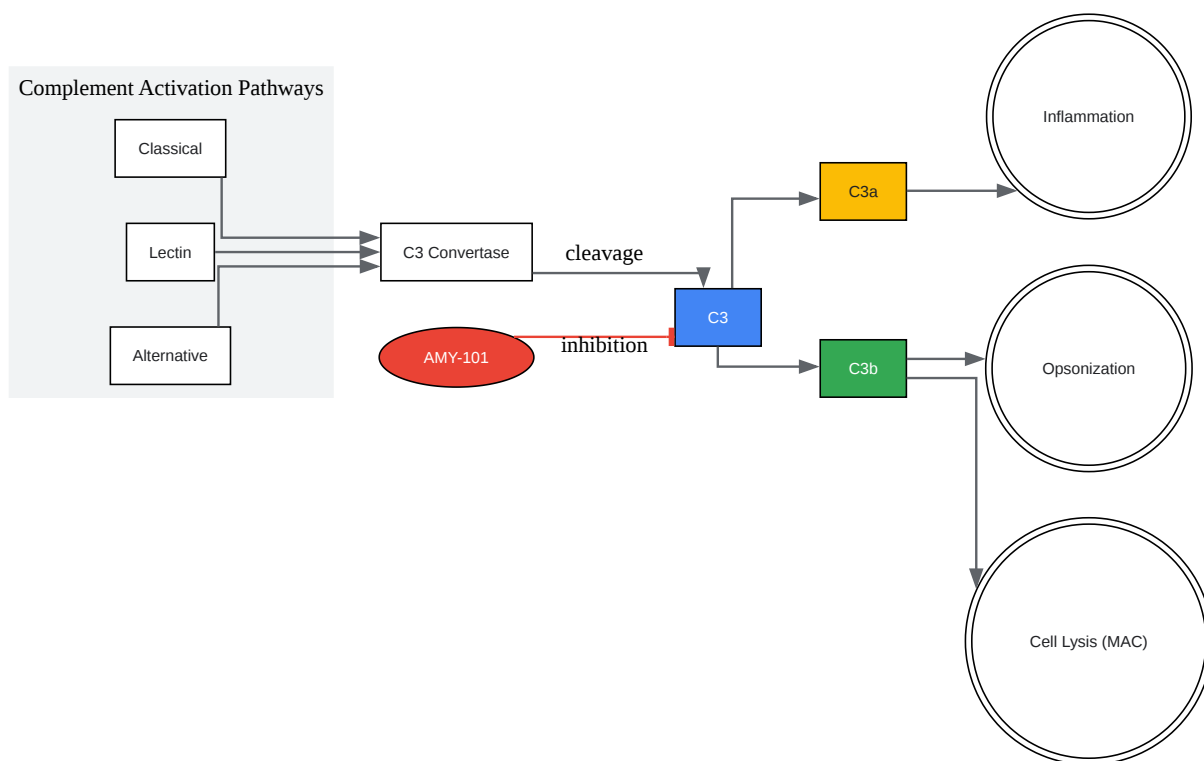 Complement Activation Pathways
Classical
Lectin
Alternative
C3 Convertase
cleavage
AMY-101
inhibition
C3
C3a
C3b
Inflammation
Opsonization
Cell Lysis (MAC)